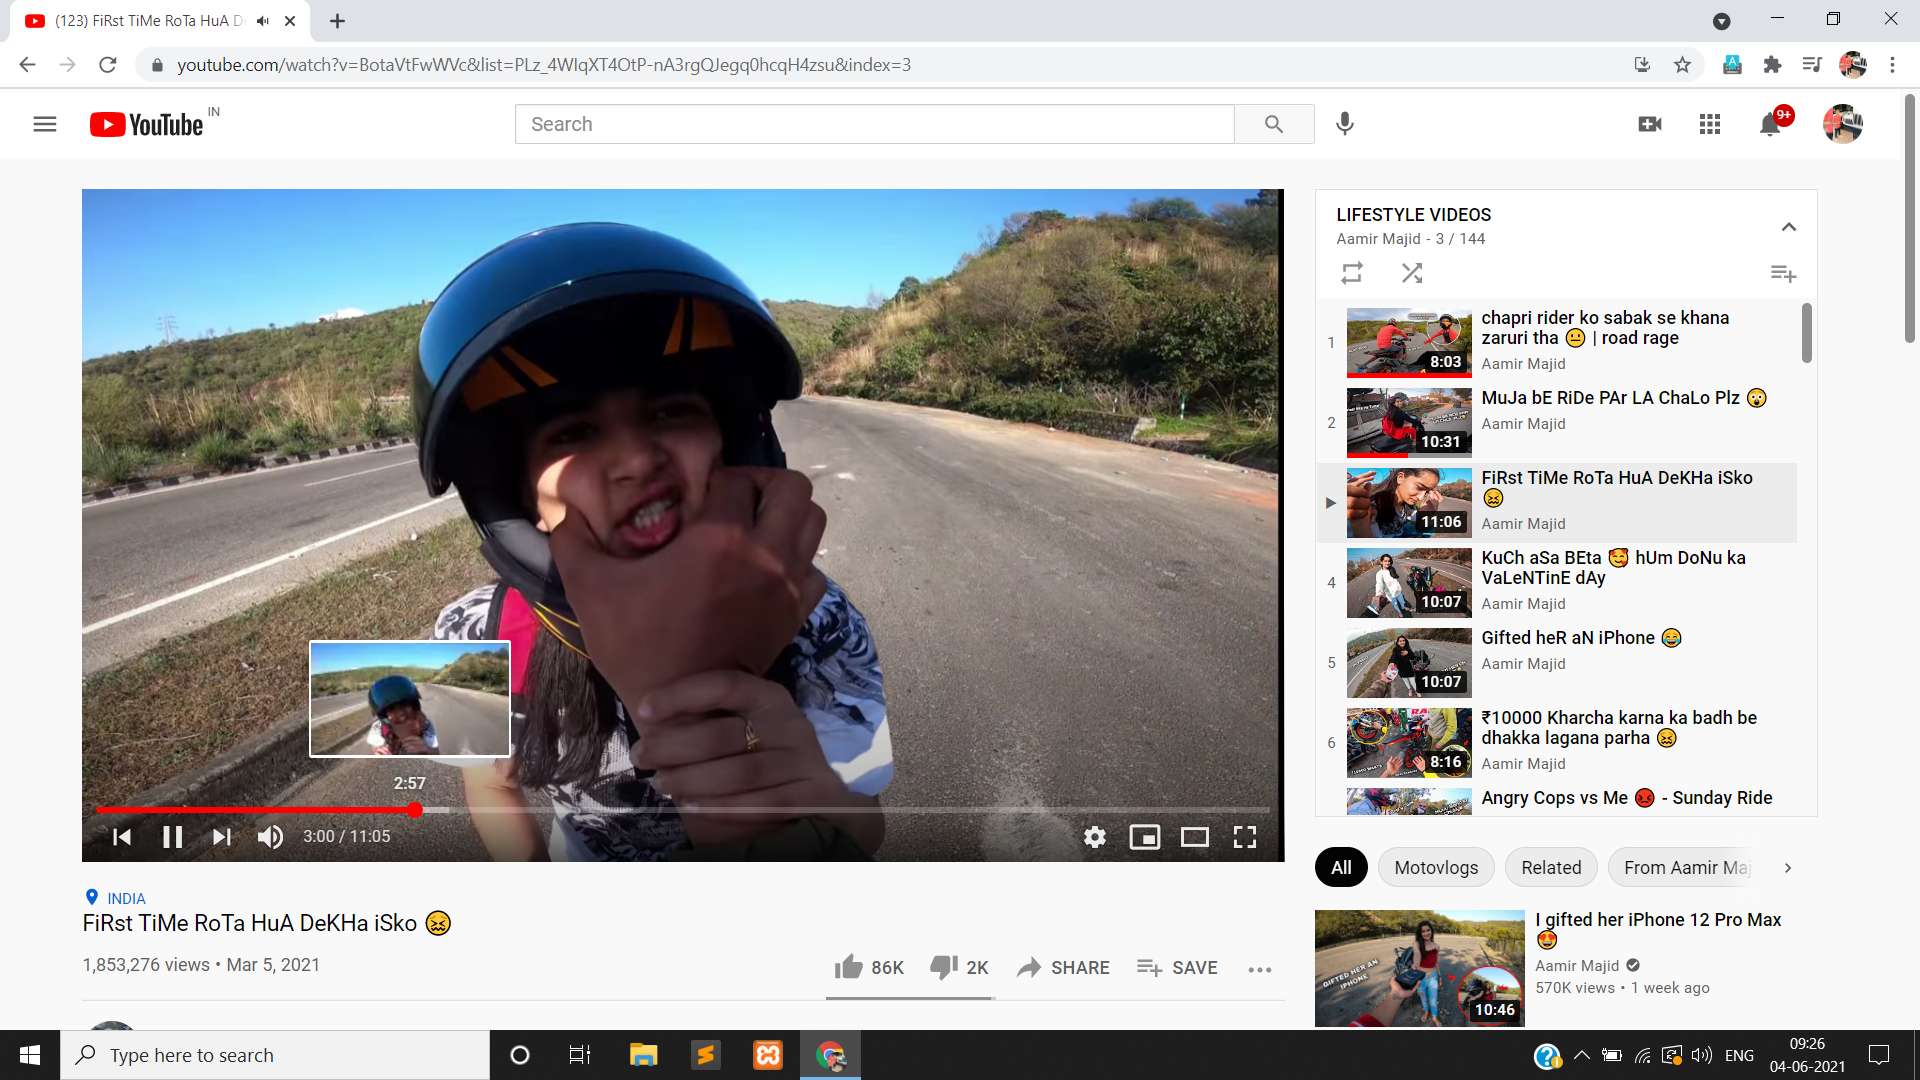 (123) FiRst TiMe RoTa HuA D
youtube.com/watch?v=BotaVtFwWVc&list=PLz_4WIqXT4OtP-nA3rgQJegq0hcqH4zsu&index=3
YouTube IN
Search
9+
LIFESTYLE VIDEOS
Aamir Majid - 3 / 144
1
chapri rider ko sabak se khana
zaruri tha 😐 | road rage
Aamir Majid
8:03
2
MuJa bE RiDe PAr LA ChaLo Plz 😲
Aamir Majid
10:31
FiRst TiMe RoTa HuA DeKHa iSko
😖
Aamir Majid
11:06
4
KuCh aSa BEta 🥰 hUm DoNu ka
VaLeNTinE dAy
Aamir Majid
10:07
5
Gifted heR aN iPhone 😂
Aamir Majid
10:07
6
₹10000 Kharcha karna ka badh be
dhakka lagana parha 😖
Aamir Majid
8:16
Angry Cops vs Me 😡 - Sunday Ride
2:57
3:00 / 11:05
INDIA
FiRst TiMe RoTa HuA DeKHa iSko 😖
1,853,276 views • Mar 5, 2021
86K
2K
SHARE
SAVE
All
Motovlogs
Related
From Aamir Maj
GIFTED HER AN
IPHONE
10:46
I gifted her iPhone 12 Pro Max
😍
Aamir Majid
570K views • 1 week ago
Type here to search
ENG
09:26
04-06-2021